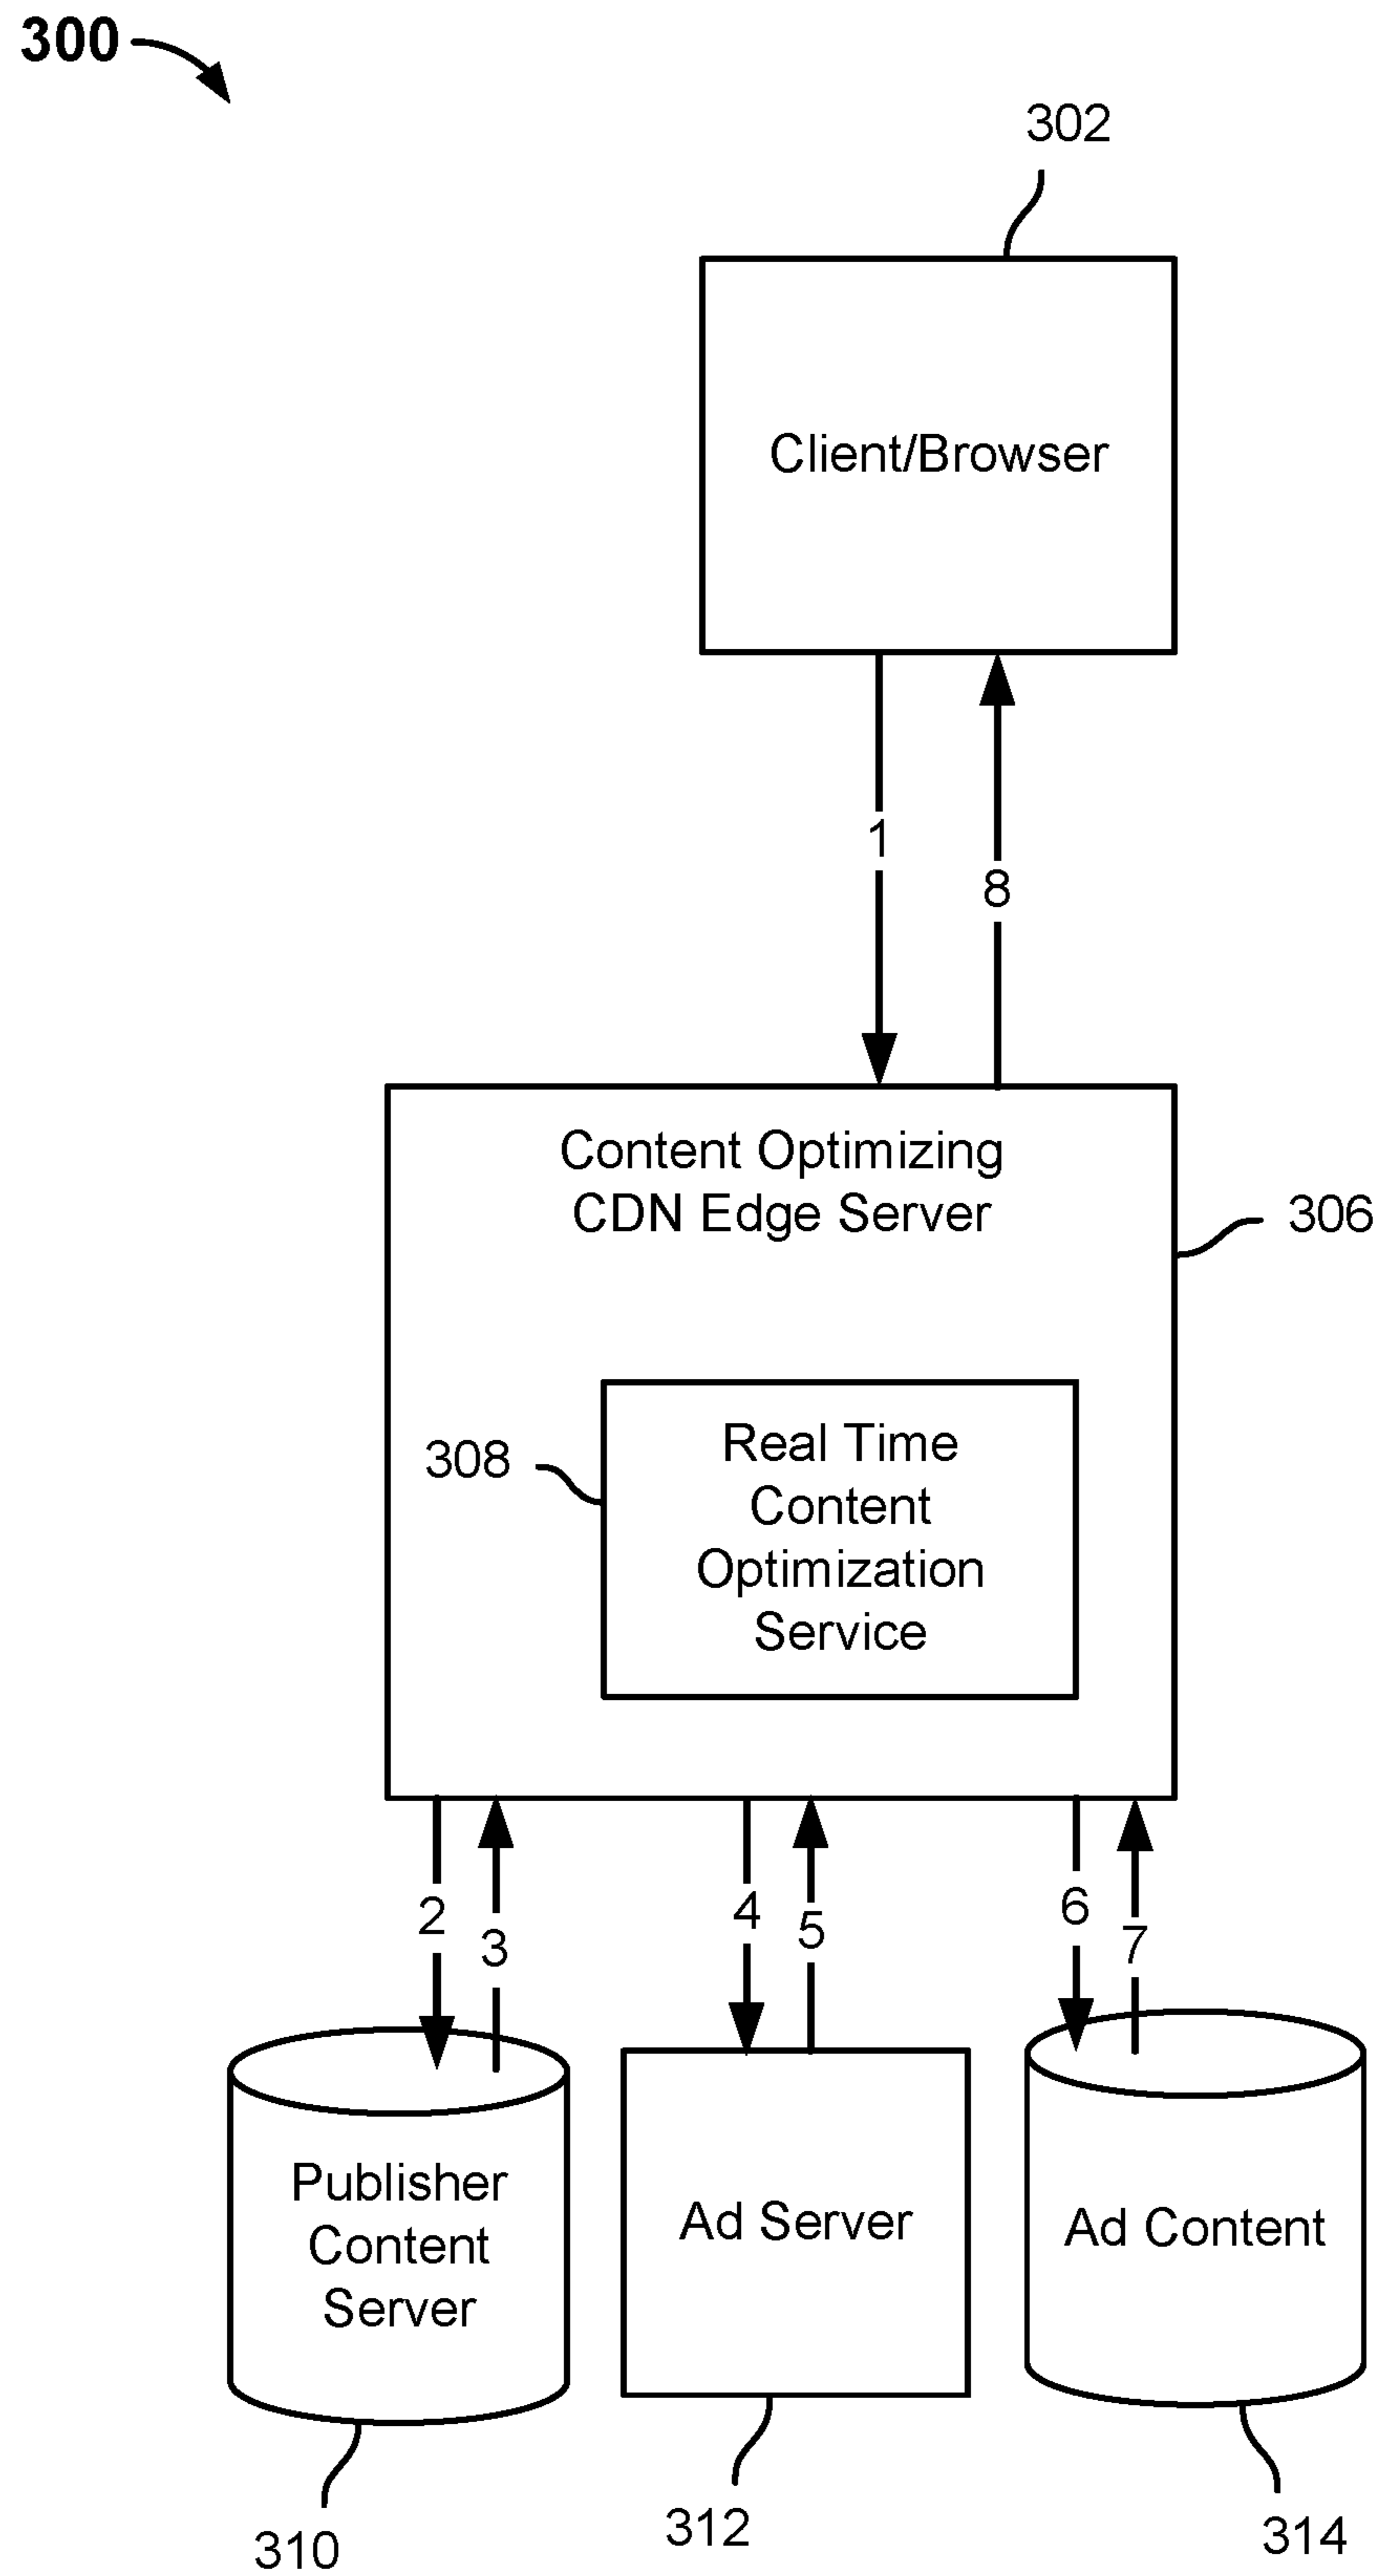 300
302
Client/Browser
1
8
Content Optimizing
CDN Edge Server
306
308
Real Time
Content
Optimization
Service
2
3
4
5
6
7
Publisher
Content
Server
Ad Server
Ad Content
310
312
314